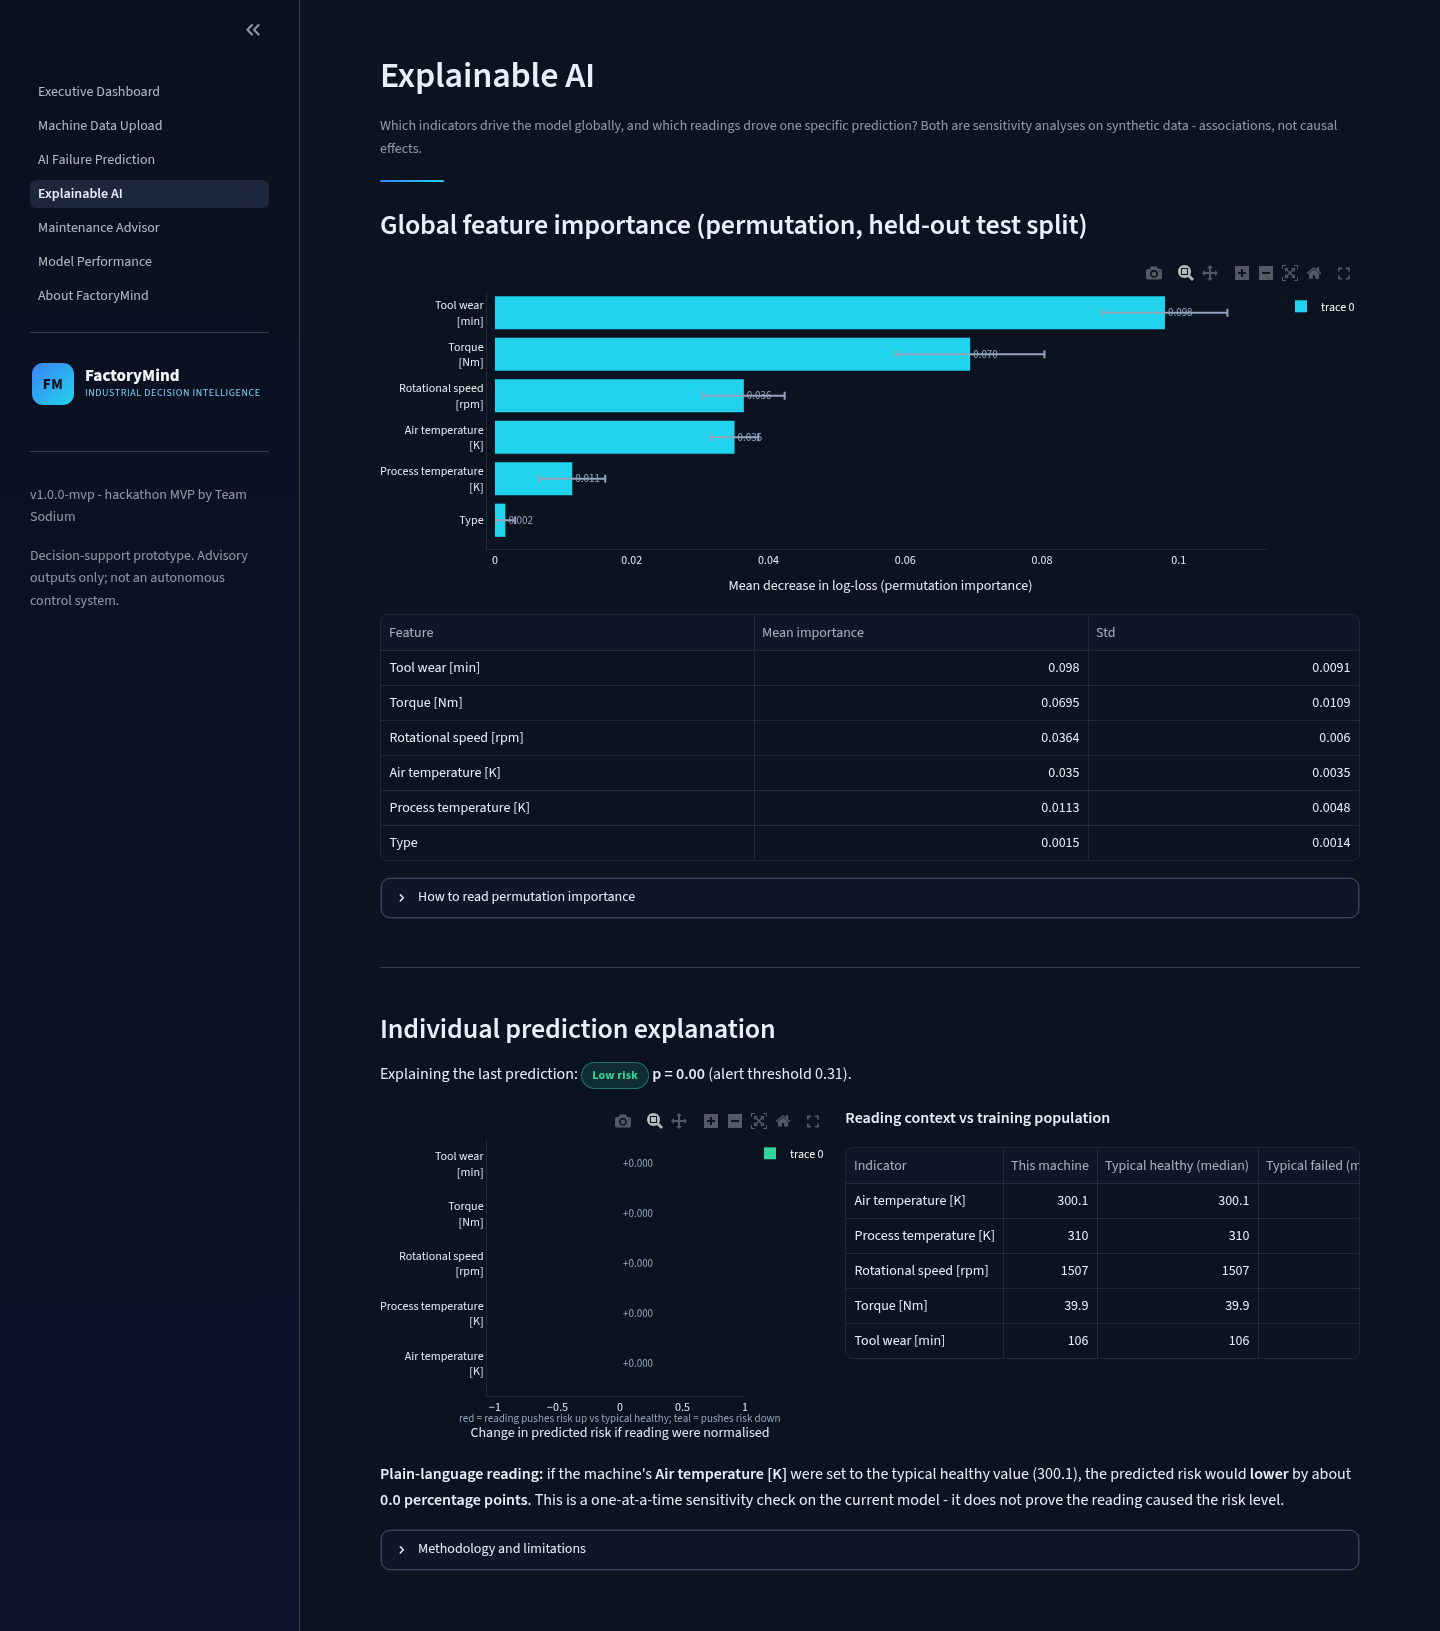 Executive Dashboard
Machine Data Upload
AI Failure Prediction
Explainable AI
Maintenance Advisor
Model Performance
About FactoryMind
FM
FactoryMind
INDUSTRIAL DECISION INTELLIGENCE
v1.0.0-mvp - hackathon MVP by Team
Sodium
Decision-support prototype. Advisory
outputs only; not an autonomous
control system.
Explainable AI
Which indicators drive the model globally, and which readings drove one specific prediction? Both are sensitivity analyses on synthetic data - associations, not causal
effects.
Global feature importance (permutation, held-out test split)
Tool wear
[min]
0.098
trace 0
Torque
[Nm]
0.070
Rotational speed
[rpm]
0.036
Air temperature
[K]
0.035
Process temperature
[K]
0.011
Type
0.002
0 0.02 0.04 0.06 0.08 0.1
Mean decrease in log-loss (permutation importance)
Feature Mean importance Std
Tool wear [min] 0.098 0.0091
Torque [Nm] 0.0695 0.0109
Rotational speed [rpm] 0.0364 0.006
Air temperature [K] 0.035 0.0035
Process temperature [K] 0.0113 0.0048
Type 0.0015 0.0014
How to read permutation importance
Individual prediction explanation
Explaining the last prediction: Low risk p = 0.00 (alert threshold 0.31).
Tool wear
[min]
+0.000
trace 0
Torque
[Nm]
+0.000
Rotational speed
[rpm]
+0.000
Process temperature
[K]
+0.000
Air temperature
[K]
+0.000
−1 −0.5 0 0.5 1
red = reading pushes risk up vs typical healthy; teal = pushes risk down
Change in predicted risk if reading were normalised
Reading context vs training population
Indicator This machine Typical healthy (median) Typical failed (m
Air temperature [K] 300.1 300.1
Process temperature [K] 310 310
Rotational speed [rpm] 1507 1507
Torque [Nm] 39.9 39.9
Tool wear [min] 106 106
Plain-language reading: if the machine's Air temperature [K] were set to the typical healthy value (300.1), the predicted risk would lower by about
0.0 percentage points. This is a one-at-a-time sensitivity check on the current model - it does not prove the reading caused the risk level.
Methodology and limitations